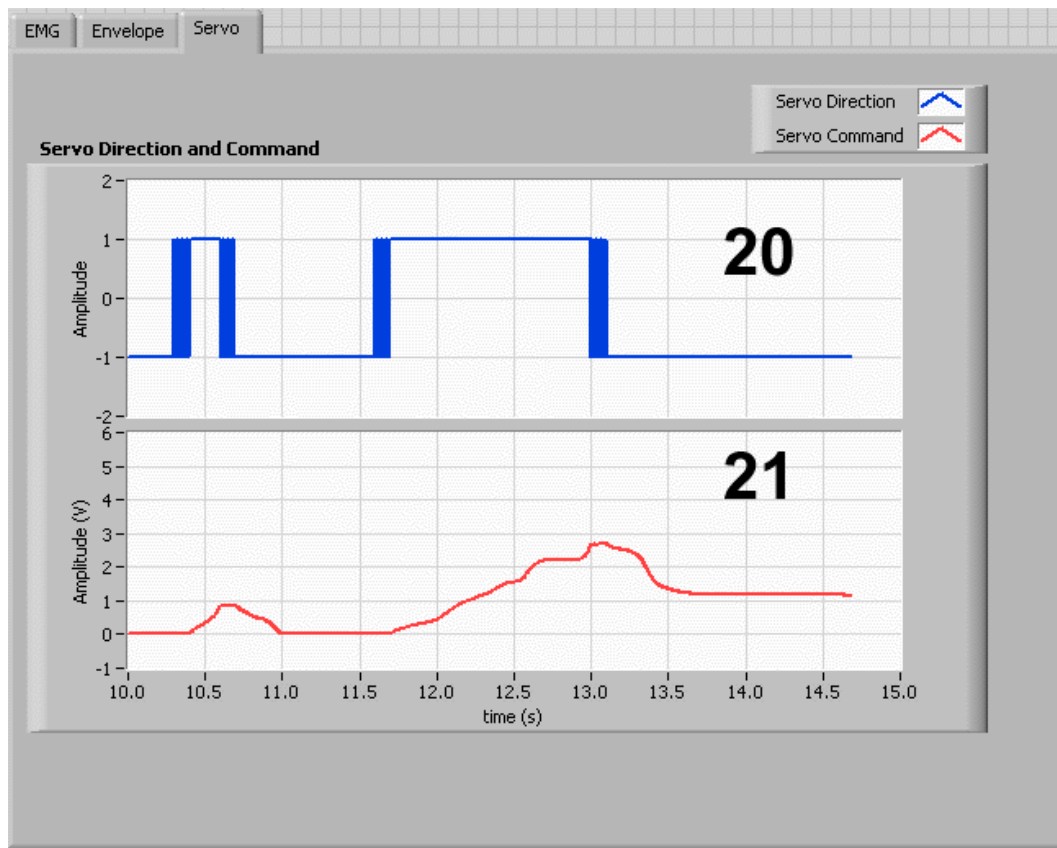 EMG Envelope Servo
Servo Direction
Servo Command
Servo Direction and Command
2
1
0
-1
-2
Amplitude
20
6
5
4
3
2
1
0
-1
Amplitude (V)
21
10.0 10.5 11.0 11.5 12.0 12.5 13.0 13.5 14.0 14.5 15.0
time (s)